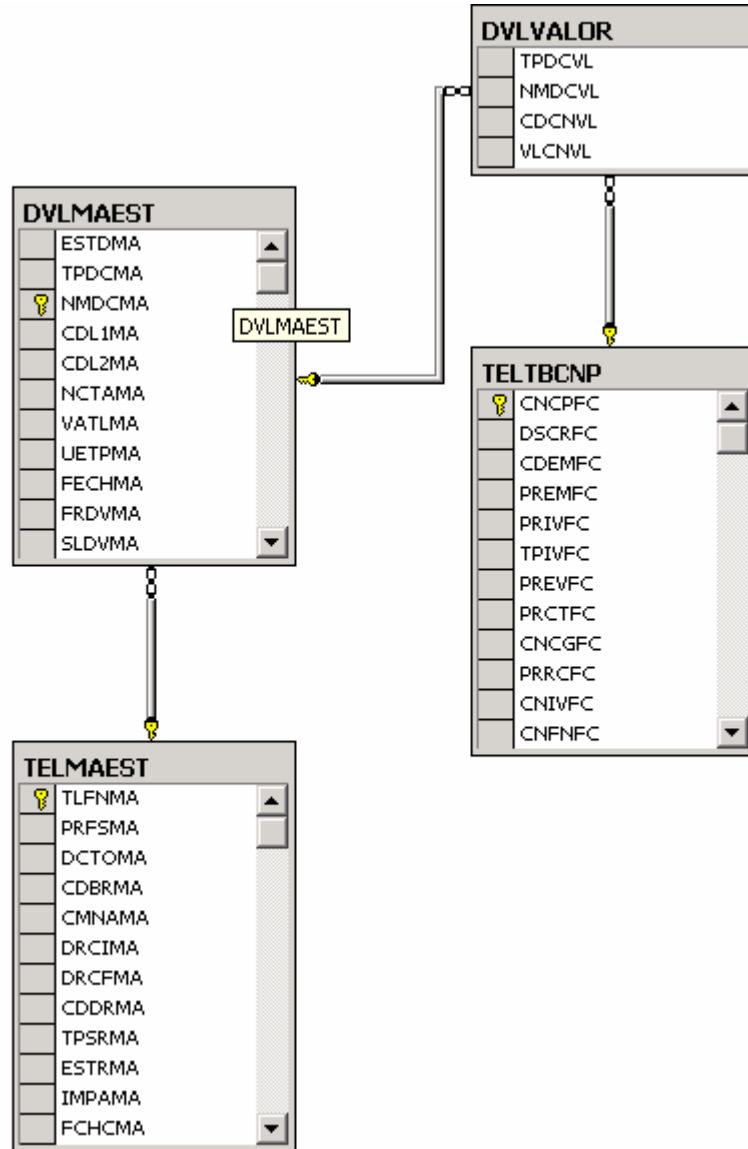 DVLVALOR
TPDCVL
NMDCVL
CDCNVL
VLCNVL
DVLMAEST
ESTDMA
TPDCMA
NMDCMA
CDL1MA
CDL2MA
NCTAMA
VATLMA
UETPMA
FECHMA
FRDVMA
SLDVMA
DVLMAEST
TELTBCNP
CNCPFC
DSCRFC
CDEMFC
PREMFC
PRIVFC
TPIVFC
PREVFC
PRCTFC
CNCGFC
PRRCFC
CNIVFC
CNFNFC
TELMAEST
TLFNMA
PRFSMA
DCTOMA
CDBRMA
CMNAMA
DRCIMA
DRCFMA
CDDRMA
TPSRMA
ESTRMA
IMPAMA
FCHCMA